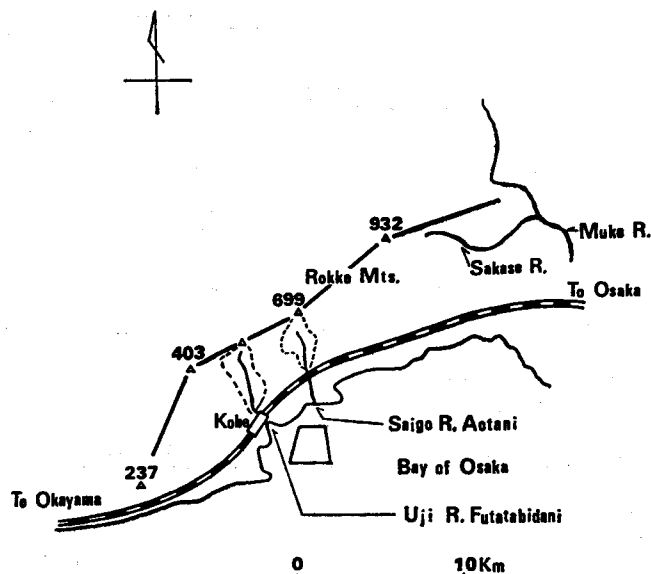 932
Muke R.
Sakase R.
Rokko Mts.
To Osaka
699
403
Kobe
Saigo R. Aotani
237
Bay of Osaka
To Okayama
Uji R. Futatabidani
0 10Km